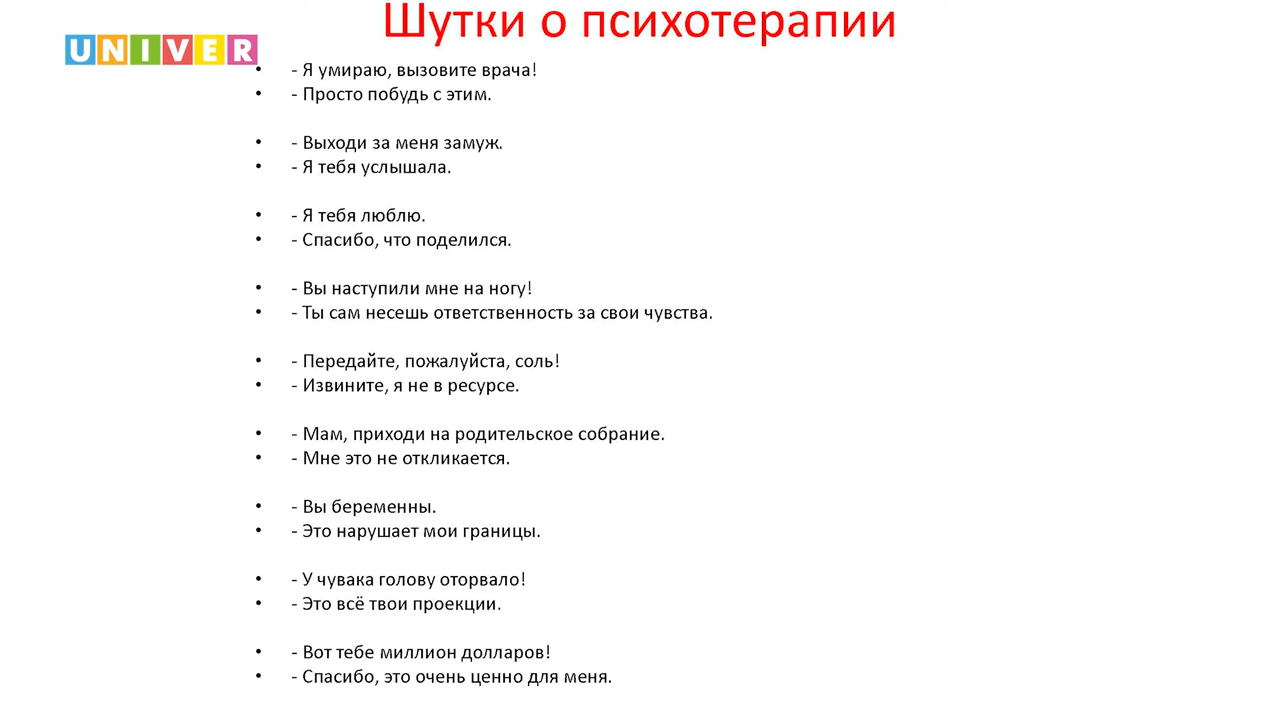 Шутки о психотерапии
UNIVER
• - Я умираю, вызовите врача!
• - Просто побудь с этим.
• - Выходи за меня замуж.
• - Я тебя услышала.
• - Я тебя люблю.
• - Спасибо, что поделился.
• - Вы наступили мне на ногу!
• - Ты сам несешь ответственность за свои чувства.
• - Передайте, пожалуйста, соль!
• - Извините, я не в ресурсе.
• - Мам, приходи на родительское собрание.
• - Мне это не откликается.
• - Вы беременны.
• - Это нарушает мои границы.
• - У чувака голову оторвало!
• - Это всё твои проекции.
• - Вот тебе миллион долларов!
• - Спасибо, это очень ценно для меня.